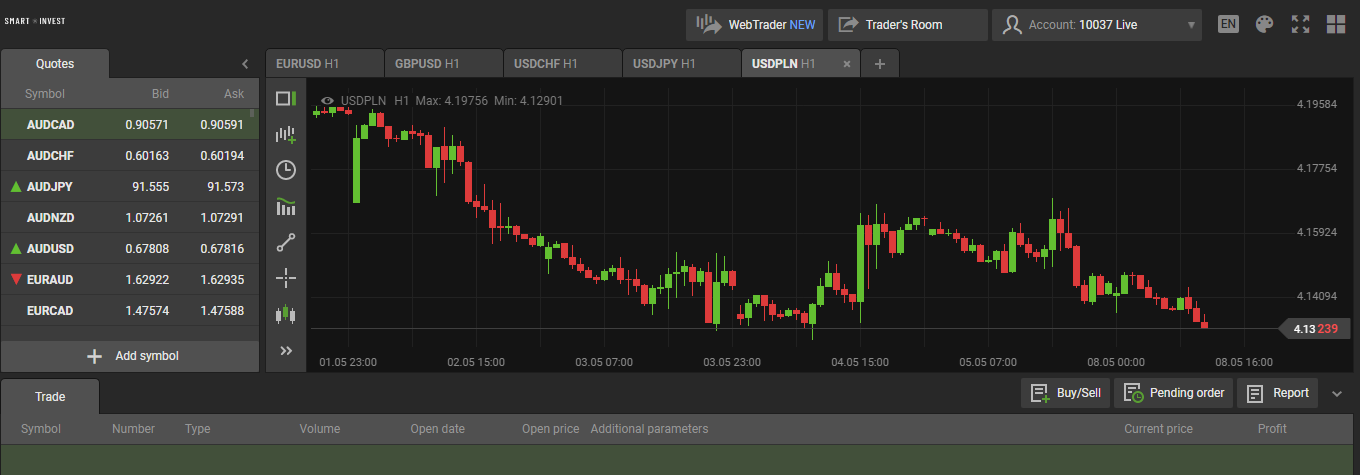 SMART INVEST WebTrader NEW Trader's Room Account: 10037 Live EN
Quotes
Symbol Bid Ask
AUDCAD 0.90571 0.90591
AUDCHF 0.60163 0.60194
AUDJPY 91.555 91.573
AUDNZD 1.07261 1.07291
AUDUSD 0.67808 0.67816
EURAUD 1.62922 1.62935
EURCAD 1.47574 1.47588
Add symbol
EURUSD H1 GBPUSD H1 USDCHF H1 USDJPY H1 USDPLN H1 × +
USDPLN H1 Max: 4.19756 Min: 4.12901
4.19584
4.17754
4.15924
4.14094
4.13 239
01.05 23:00 02.05 15:00 03.05 07:00 03.05 23:00 04.05 15:00 05.05 07:00 08.05 00:00 08.05 16:00
Trade Buy/Sell Pending order Report
Symbol Number Type Volume Open date Open price Additional parameters Current price Profit